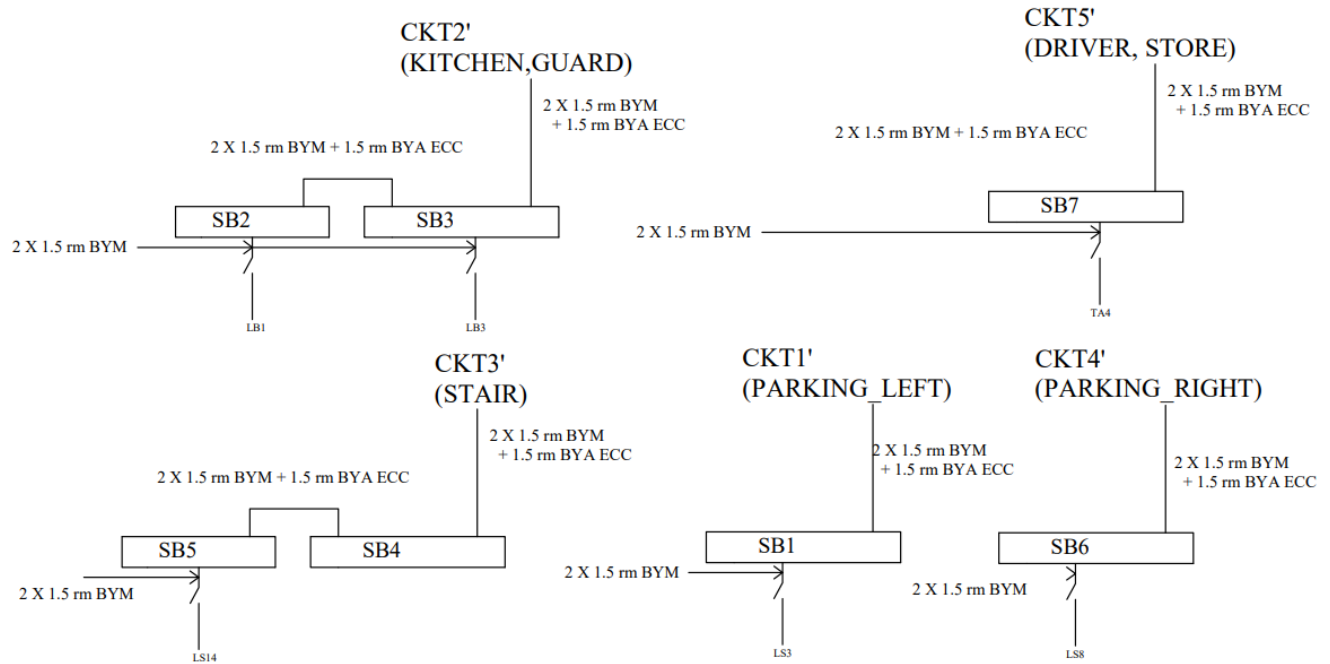 CKT2'
(KITCHEN,GUARD)
2 X 1.5 rm BYM
+ 1.5 rm BYA ECC
2 X 1.5 rm BYM + 1.5 rm BYA ECC
SB2
SB3
2 X 1.5 rm BYM
LB1
LB3
CKT5'
(DRIVER, STORE)
2 X 1.5 rm BYM
+ 1.5 rm BYA ECC
2 X 1.5 rm BYM + 1.5 rm BYA ECC
SB7
2 X 1.5 rm BYM
TA4
CKT3'
(STAIR)
2 X 1.5 rm BYM
+ 1.5 rm BYA ECC
2 X 1.5 rm BYM + 1.5 rm BYA ECC
SB5
SB4
2 X 1.5 rm BYM
LS14
CKT1'
(PARKING_LEFT)
2 X 1.5 rm BYM
+ 1.5 rm BYA ECC
SB1
2 X 1.5 rm BYM
LS3
CKT4'
(PARKING_RIGHT)
2 X 1.5 rm BYM
+ 1.5 rm BYA ECC
SB6
2 X 1.5 rm BYM
LS8